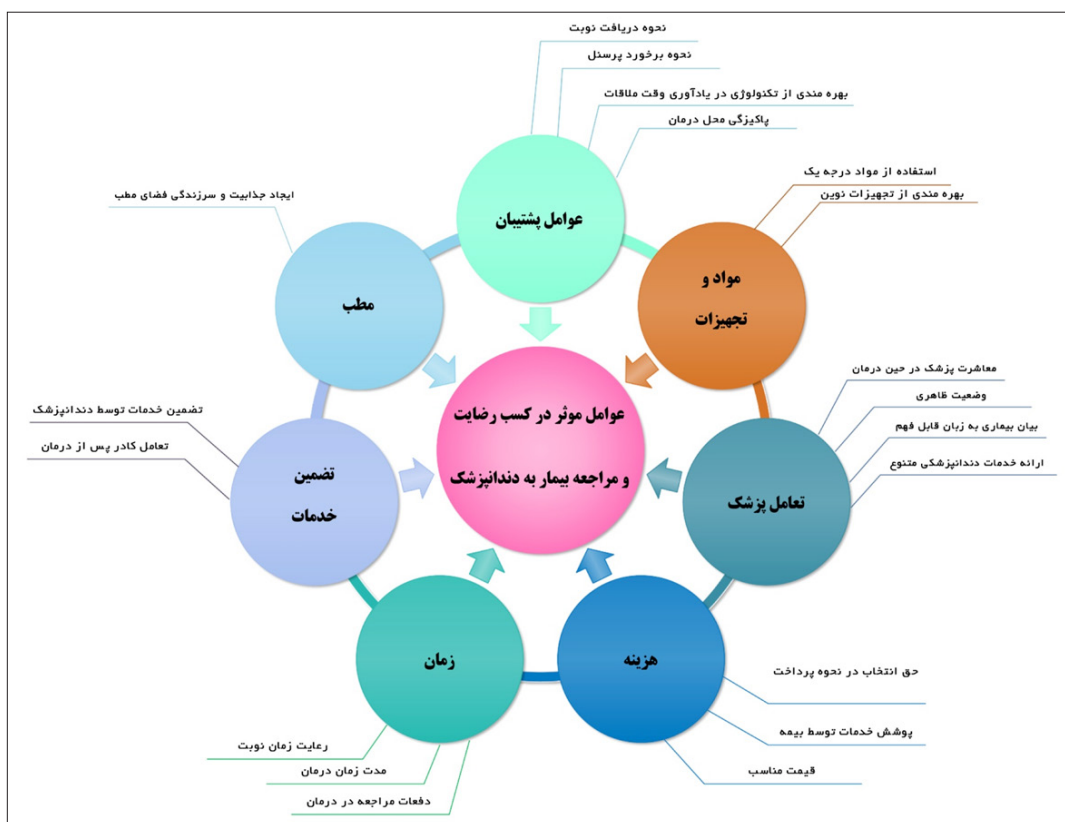 نحوه دریافت نوبت
نحوه برخورد پرسنل
بهره مندی از تکنولوژی در یادآوری وقت ملاقات
پاکیزگی محل درمان
عوامل پشتیبان
استفاده از مواد درجه یک
بهره مندی از تجهیزات نوین
مواد و
تجهیزات
معاشرت پزشک در حین درمان
وضعیت ظاهری
بیان بیماری به زبان قابل فهم
ارائه خدمات دندانپزشکی متنوع
تعامل پزشک
حق انتخاب در نحوه پرداخت
پوشش خدمات توسط بیمه
قیمت مناسب
هزینه
رعایت زمان نوبت
مدت زمان درمان
دفعات مراجعه در درمان
زمان
تضمین خدمات توسط دندانپزشک
تعامل کادر پس از درمان
تضمین
خدمات
ایجاد جذابیت و سرزندگی فضای مطب
مطب
عوامل موثر در کسب رضایت
و مراجعه بیمار به دندانپزشک